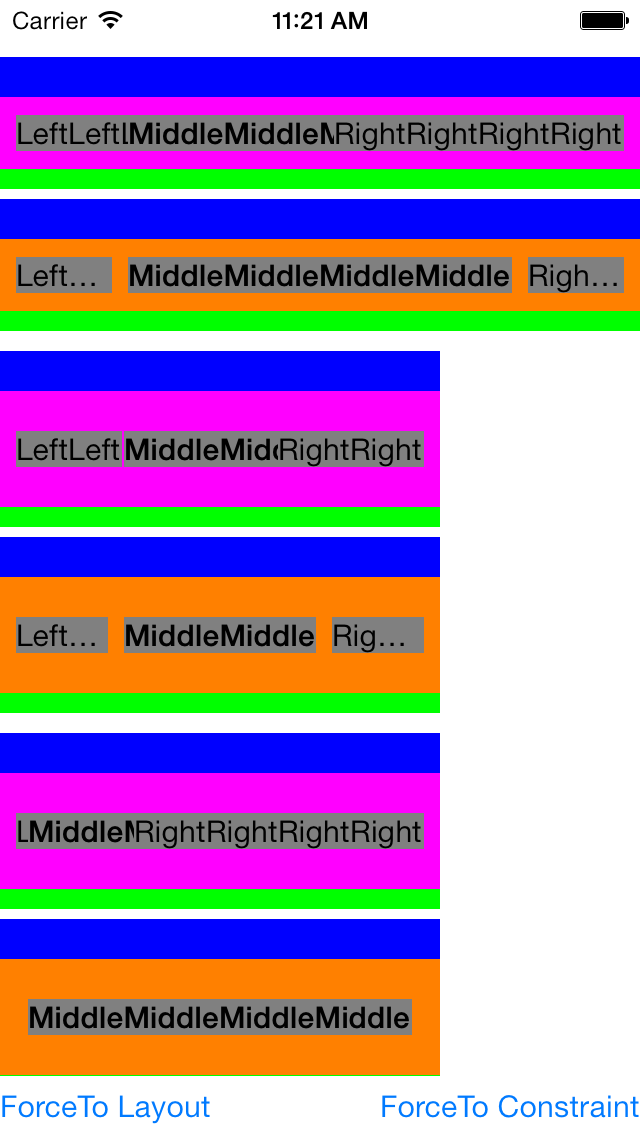 Carrier 11:21 AM
LeftLeftLMiddleMiddleMRightRightRightRight
Left… MiddleMiddleMiddleMiddle Righ…
LeftLeft MiddleMiddRightRight
Left… MiddleMiddle Rig…
LMiddleMRightRightRightRight
MiddleMiddleMiddleMiddle
ForceTo Layout ForceTo Constraint